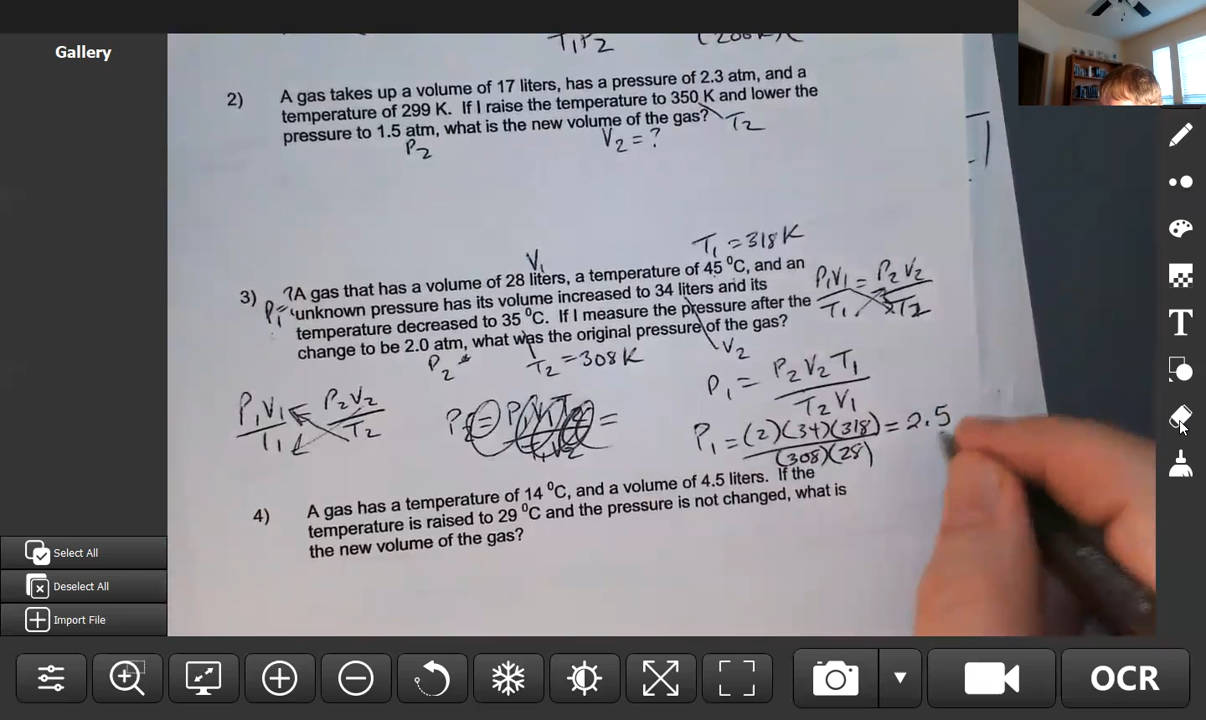 Gallery
T1P2
(200K)(
2) A gas takes up a volume of 17 liters, has a pressure of 2.3 atm, and a
temperature of 299 K. If I raise the temperature to 350 K and lower the
pressure to 1.5 atm, what is the new volume of the gas?
T2
P2
V2 = ?
T1 = 318K
V1
3) ?A gas that has a volume of 28 liters, a temperature of 45 ⁰C, and an
P1= unknown pressure has its volume increased to 34 liters and its
temperature decreased to 35 ⁰C. If I measure the pressure after the
change to be 2.0 atm, what was the original pressure of the gas?
P1V1 = P2V2
T1 T2
P2
T2 = 308K
V2
P1V1 P2V2
T1 T2
P1 = P2V2T1
T2V1
P1 = (2)(34)(318) = 2.5
(308)(28)
4) A gas has a temperature of 14 ⁰C, and a volume of 4.5 liters. If the
temperature is raised to 29 ⁰C and the pressure is not changed, what is
the new volume of the gas?
Select All
Deselect All
Import File
T
OCR